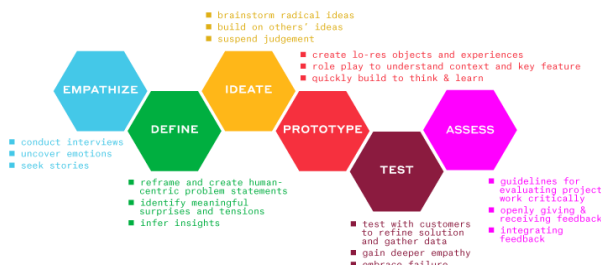 EMPATHIZE
■ conduct interviews
■ uncover emotions
■ seek stories
DEFINE
■ reframe and create human-
centric problem statements
■ identify meaningful
surprises and tensions
■ infer insights
■ brainstorm radical ideas
■ build on others' ideas
■ suspend judgement
IDEATE
■ create lo-res objects and experiences
■ role play to understand context and key feature
■ quickly build to think & learn
PROTOTYPE
TEST
■ test with customers
to refine solution
and gather data
■ gain deeper empathy
■ embrace failure
ASSESS
■ guidelines for
evaluating project
work critically
■ openly giving &
receiving feedback
■ integrating
feedback